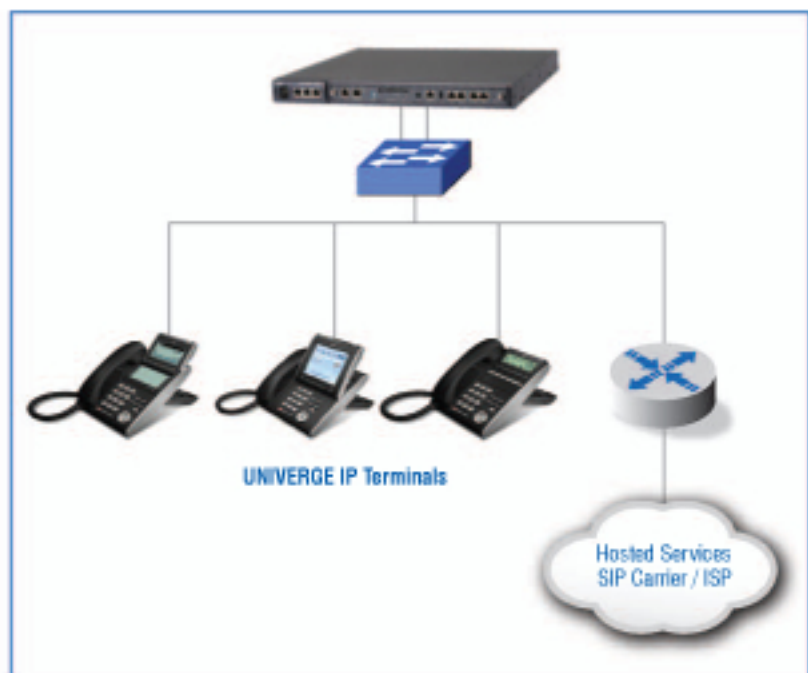 UNIVERGE IP Terminals
Hosted Services
SIP Carrier / ISP